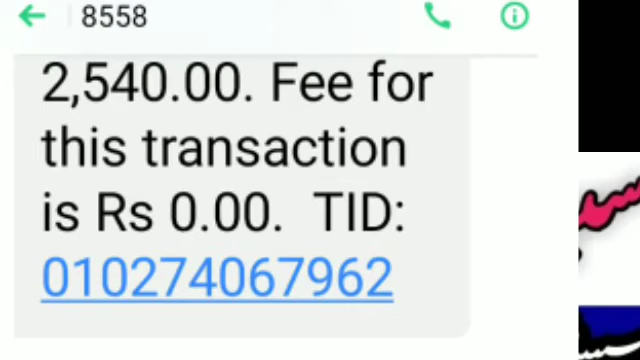 8558
2,540.00. Fee for
this transaction
is Rs 0.00. TID:
010274067962